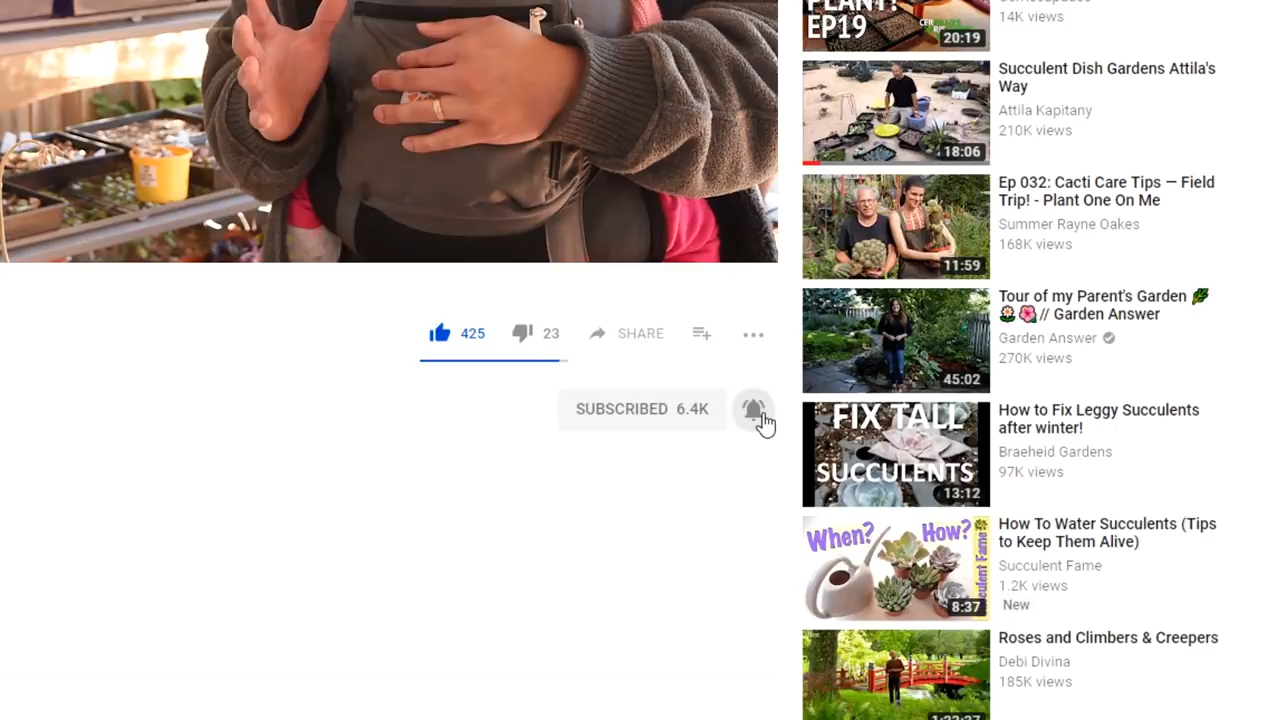 425
23
SHARE
SUBSCRIBED 6.4K
EP19
20:19
14K views
18:06
Succulent Dish Gardens Attila's
Way
Attila Kapitany
210K views
11:59
Ep 032: Cacti Care Tips — Field
Trip! - Plant One On Me
Summer Rayne Oakes
168K views
45:02
Tour of my Parent's Garden 🌿
🌼🌺 // Garden Answer
Garden Answer
270K views
FIX TALL
SUCCULENTS
13:12
How to Fix Leggy Succulents
after winter!
Braeheid Gardens
97K views
When? How?
8:37
How To Water Succulents (Tips
to Keep Them Alive)
Succulent Fame
1.2K views
New
Roses and Climbers & Creepers
Debi Divina
185K views